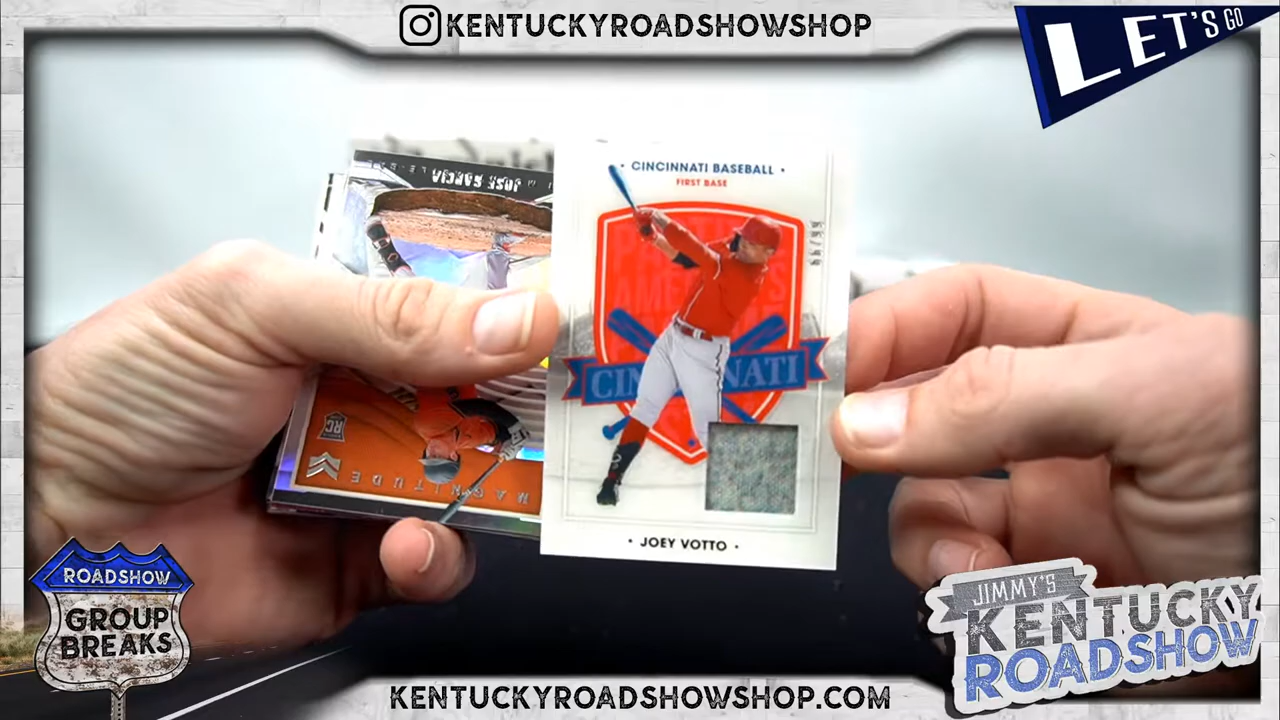 KENTUCKYROADSHOWSHOP
LET'S GO
JOSE GARCIA
RC
MAGNITUDE
• CINCINNATI BASEBALL •
FIRST BASE
CINCINNATI
• JOEY VOTTO •
ROADSHOW
GROUP
BREAKS
JIMMY'S
KENTUCKY
ROADSHOW
KENTUCKYROADSHOWSHOP.COM